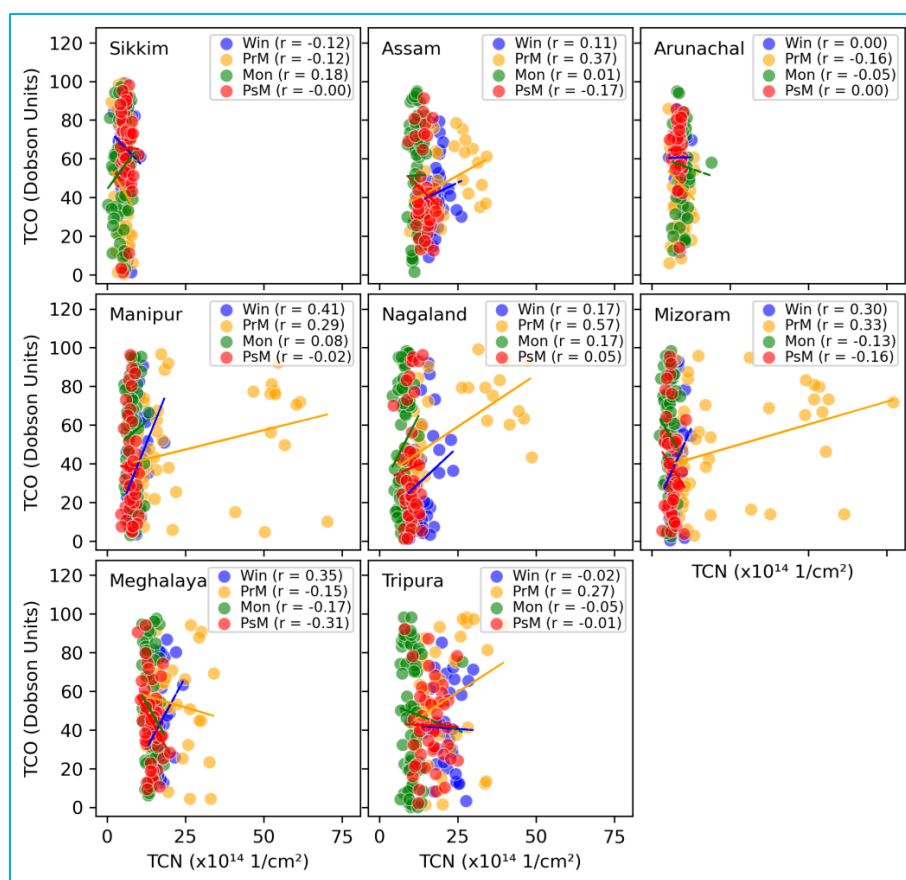 120
100
80
60
40
20
0
TCO (Dobson Units)
Sikkim
Win (r = -0.12)
PrM (r = -0.12)
Mon (r = 0.18)
PsM (r = -0.00)
Assam
Win (r = 0.11)
PrM (r = 0.37)
Mon (r = 0.01)
PsM (r = -0.17)
Arunachal
Win (r = 0.00)
PrM (r = -0.16)
Mon (r = -0.05)
PsM (r = 0.00)
120
100
80
60
40
20
0
TCO (Dobson Units)
Manipur
Win (r = 0.41)
PrM (r = 0.29)
Mon (r = 0.08)
PsM (r = -0.02)
Nagaland
Win (r = 0.17)
PrM (r = 0.57)
Mon (r = 0.17)
PsM (r = 0.05)
Mizoram
Win (r = 0.30)
PrM (r = 0.33)
Mon (r = -0.13)
PsM (r = -0.16)
TCN (x10¹⁴ 1/cm²)
120
100
80
60
40
20
0
TCO (Dobson Units)
Meghalaya
Win (r = 0.35)
PrM (r = -0.15)
Mon (r = -0.17)
PsM (r = -0.31)
Tripura
Win (r = -0.02)
PrM (r = 0.27)
Mon (r = -0.05)
PsM (r = -0.01)
0 25 50 75
TCN (x10¹⁴ 1/cm²)
0 25 50 75
TCN (x10¹⁴ 1/cm²)